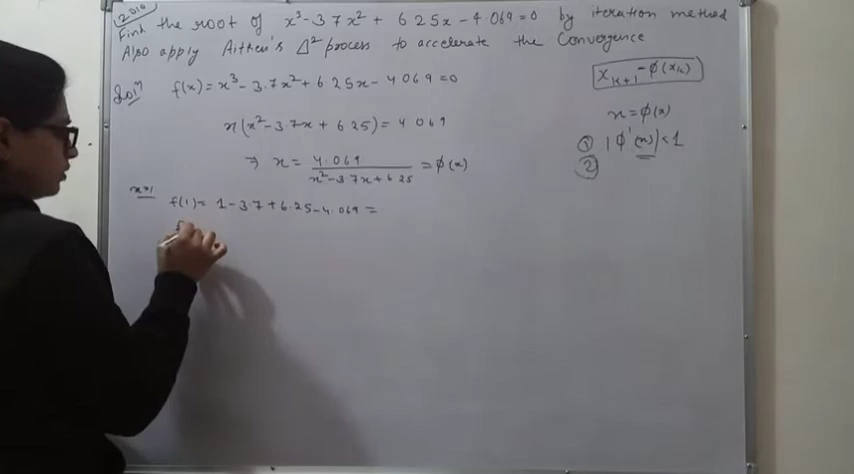 2010
Find the root of x³-3.7x²+6.25x-4.069=0 by iteration method
Also apply Aitken's Δ² process to accelerate the Convergence
Solⁿ f(x)=x³-3.7x²+6.25x-4.069=0
x(x²-3.7x+6.25)=4.069
⇒ x = 4.069 / x²-3.7x+6.25 = φ(x)
x=1 f(1)= 1-3.7+6.25-4.069=
f
x_{k+1}=φ(x_k)
x=φ(x)
① |φ'(x)|<1
②